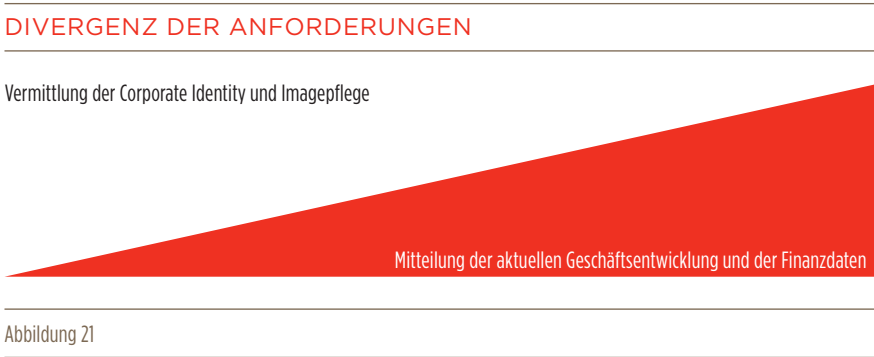 DIVERGENZ DER ANFORDERUNGEN
Vermittlung der Corporate Identity und Imagepflege
Mitteilung der aktuellen Geschäftsentwicklung und der Finanzdaten
Abbildung 21